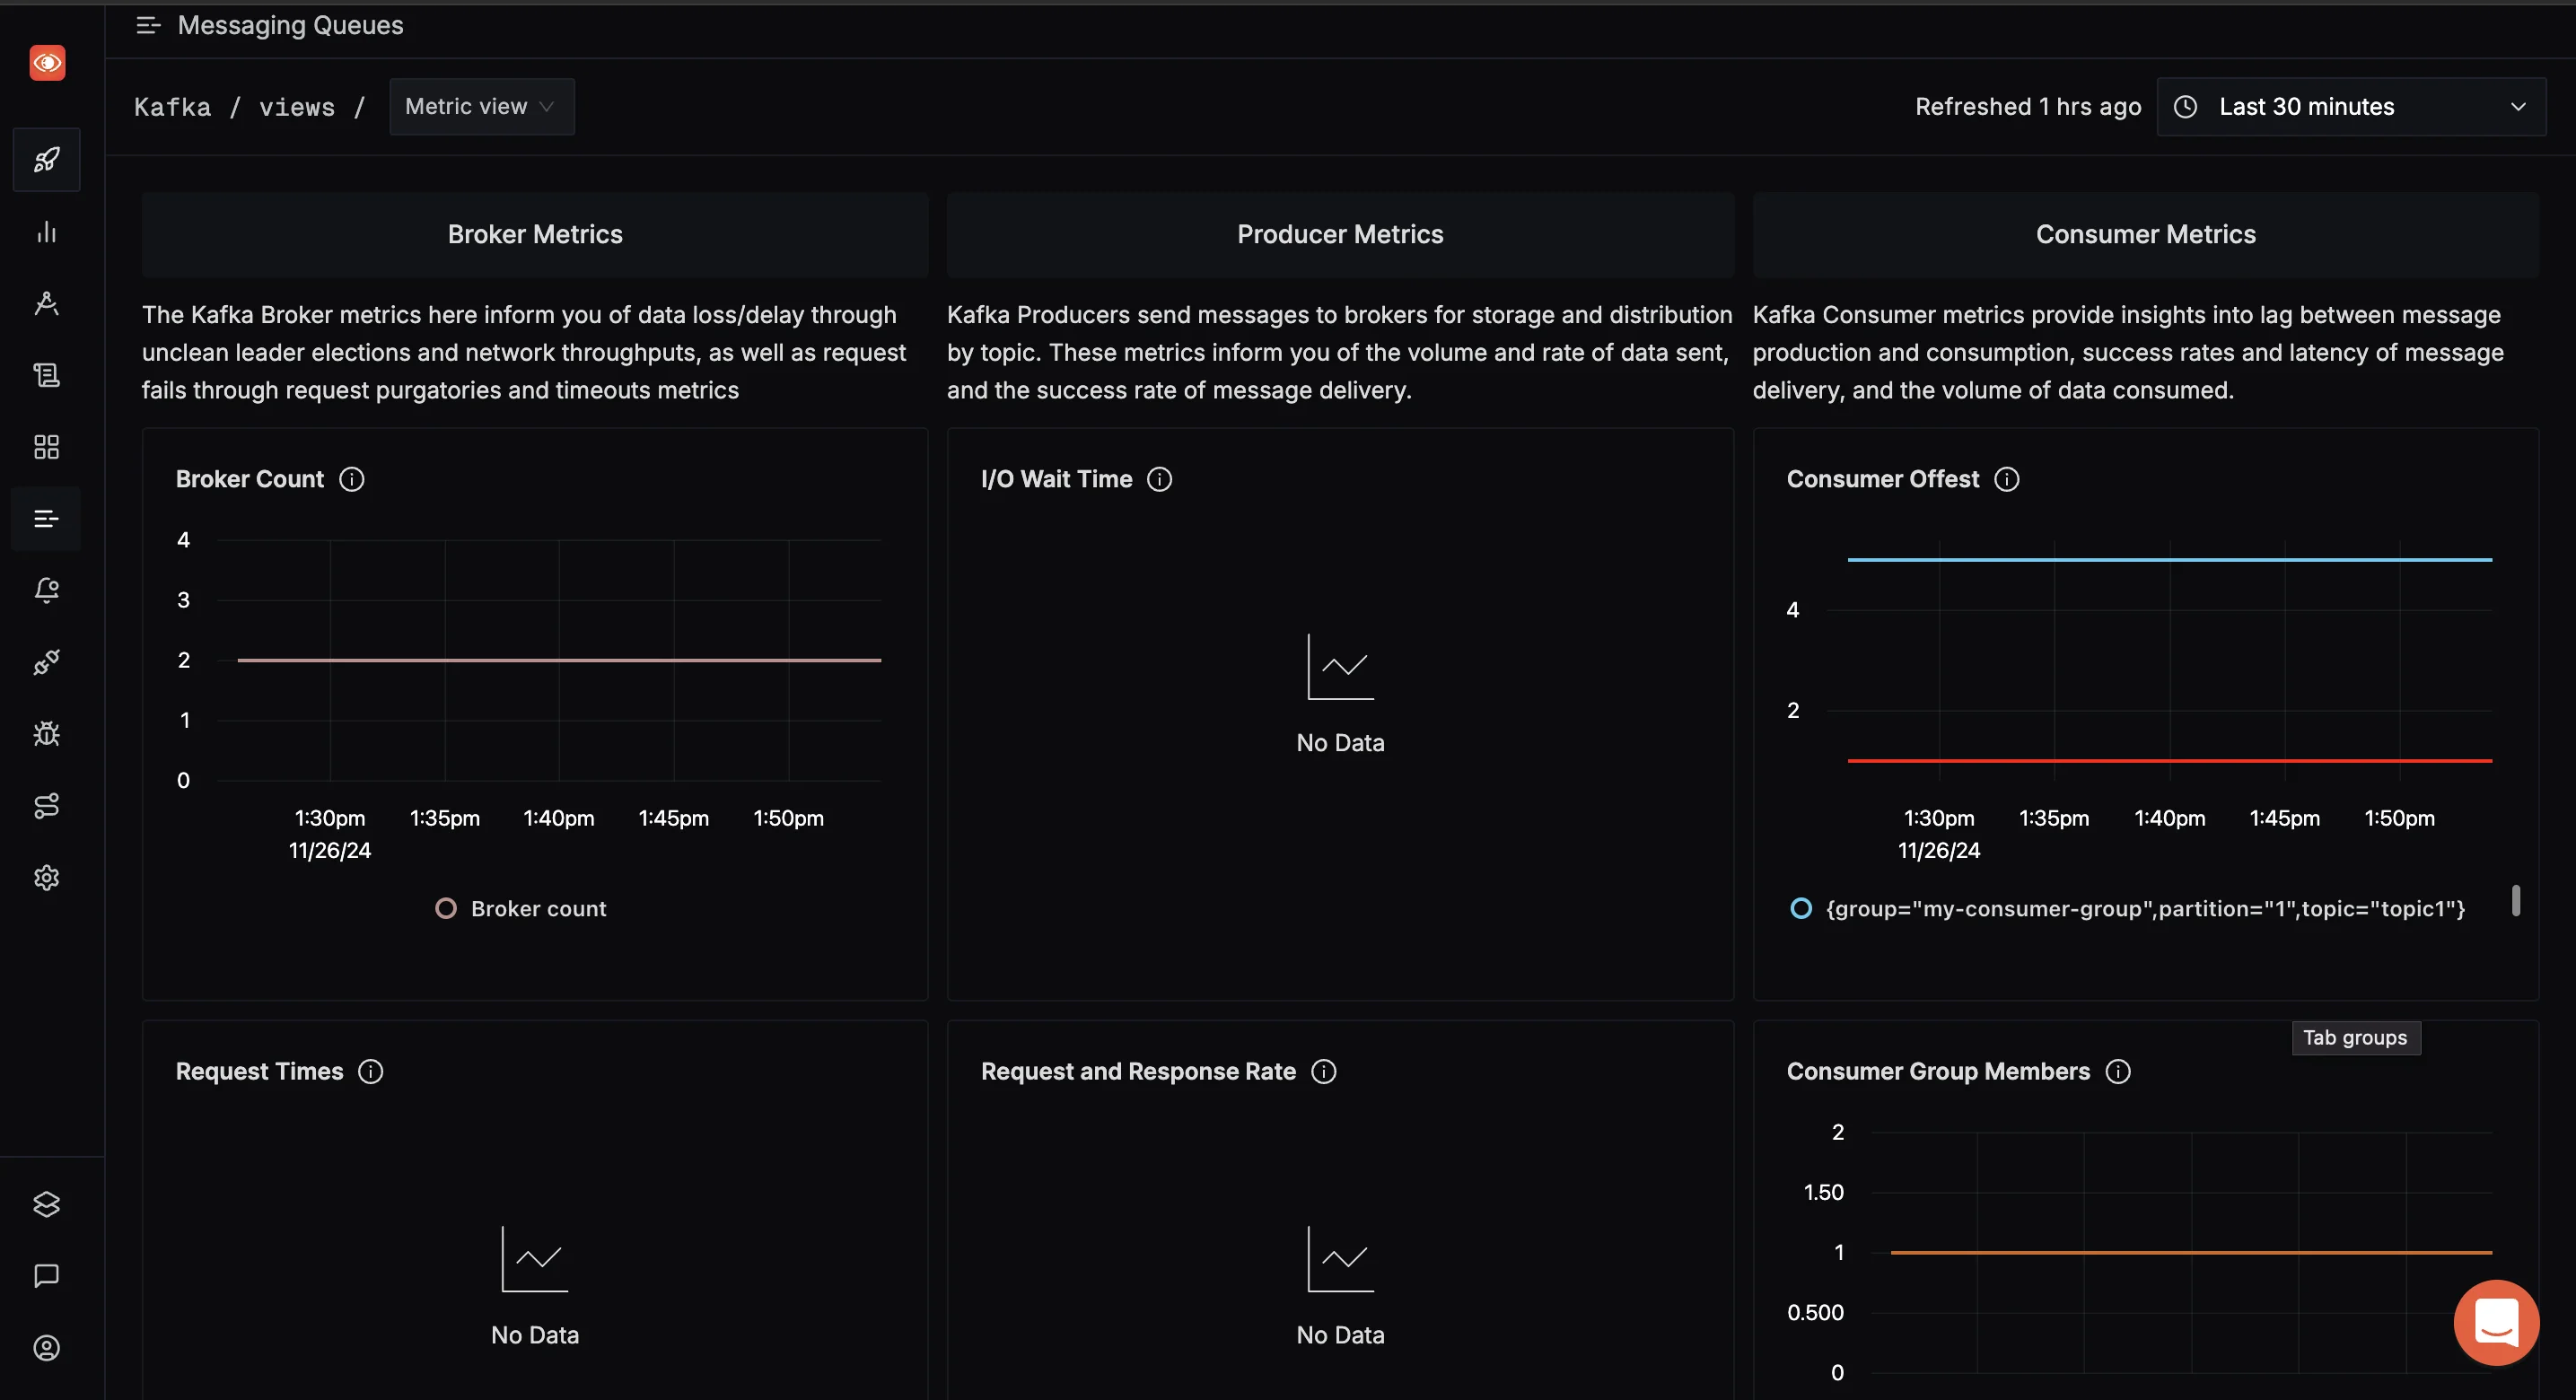 Messaging Queues
Kafka / views / Metric view
Refreshed 1 hrs ago
Last 30 minutes
Broker Metrics
The Kafka Broker metrics here inform you of data loss/delay through
unclean leader elections and network throughputs, as well as request
fails through request purgatories and timeouts metrics
Producer Metrics
Kafka Producers send messages to brokers for storage and distribution
by topic. These metrics inform you of the volume and rate of data sent,
and the success rate of message delivery.
Consumer Metrics
Kafka Consumer metrics provide insights into lag between message
production and consumption, success rates and latency of message
delivery, and the volume of data consumed.
Broker Count
4
3
2
1
0
1:30pm 1:35pm 1:40pm 1:45pm 1:50pm
11/26/24
Broker count
I/O Wait Time
No Data
Consumer Offest
4
2
1:30pm 1:35pm 1:40pm 1:45pm 1:50pm
11/26/24
{group="my-consumer-group",partition="1",topic="topic1"}
Request Times
No Data
Request and Response Rate
No Data
Tab groups
Consumer Group Members
2
1.50
1
0.500
0